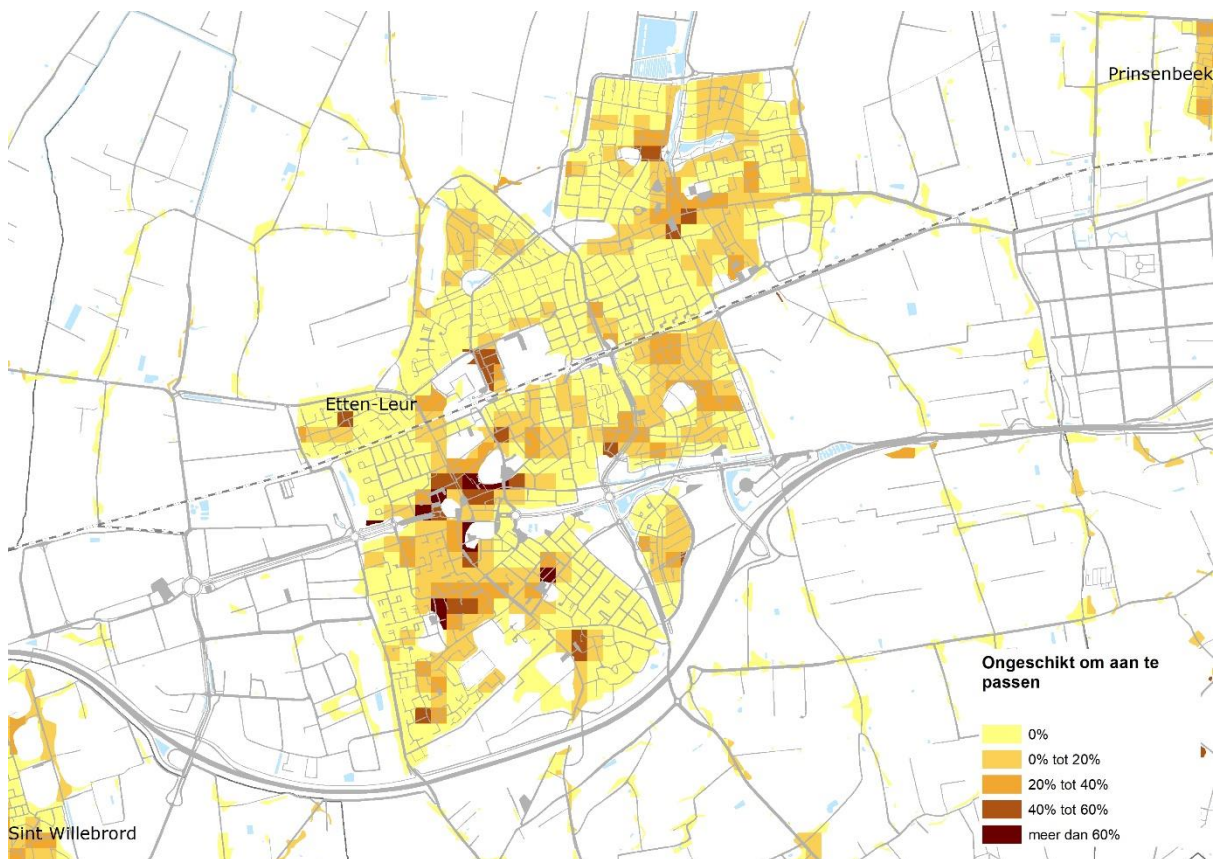 Prinsenbeek
Etten-Leur
Sint Willebrord
Ongeschikt om aan te
passen
0%
0% tot 20%
20% tot 40%
40% tot 60%
meer dan 60%